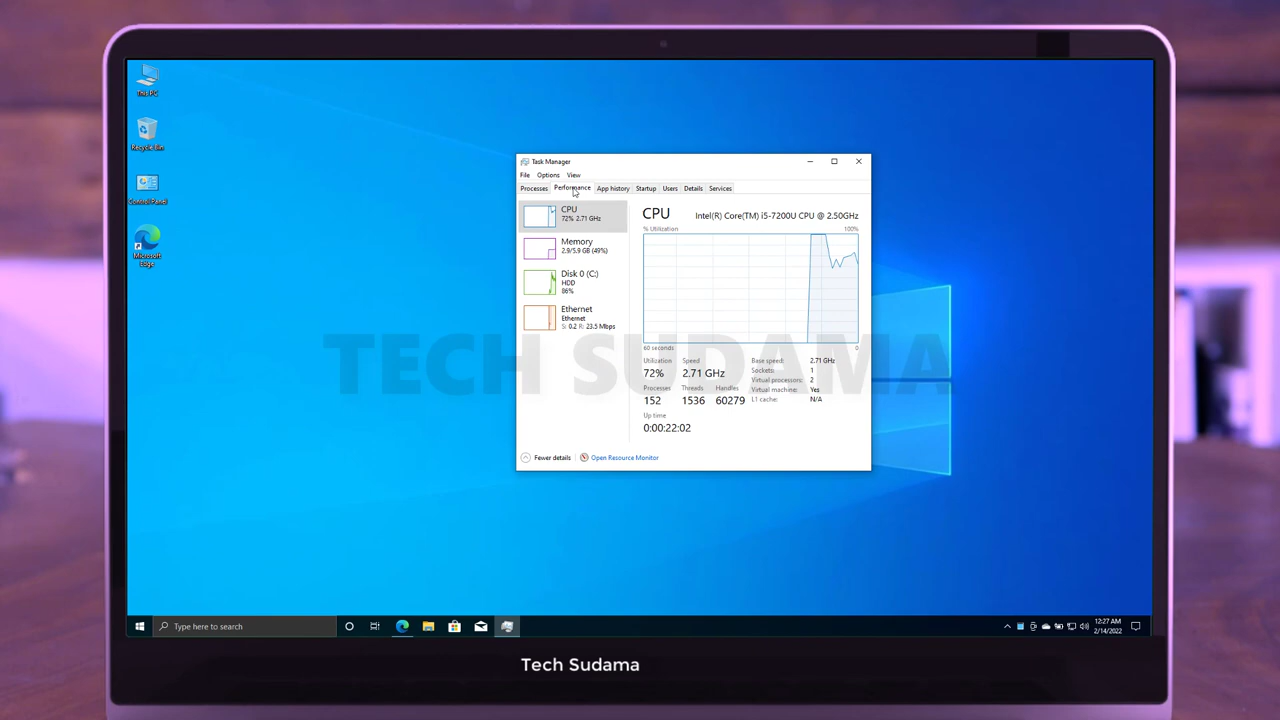 This PC
Recycle Bin
Control Panel
Microsoft
Edge
Task Manager
File Options View
Processes Performance App history Startup Users Details Services
CPU
72% 2.71 GHz
Memory
2.9/5.9 GB (49%)
Disk 0 (C:)
HDD
86%
Ethernet
Ethernet
S: 0.2 R: 23.5 Mbps
CPU Intel(R) Core(TM) i5-7200U CPU @ 2.50GHz
% Utilization 100%
60 seconds 0
Utilization Speed
72% 2.71 GHz
Processes Threads Handles
152 1536 60279
Up time
0:00:22:02
Base speed: 2.71 GHz
Sockets: 1
Virtual processors: 2
Virtual machine: Yes
L1 cache: N/A
Fewer details Open Resource Monitor
TECH SUDAMA
Type here to search
12:27 AM
2/14/2022
Tech Sudama